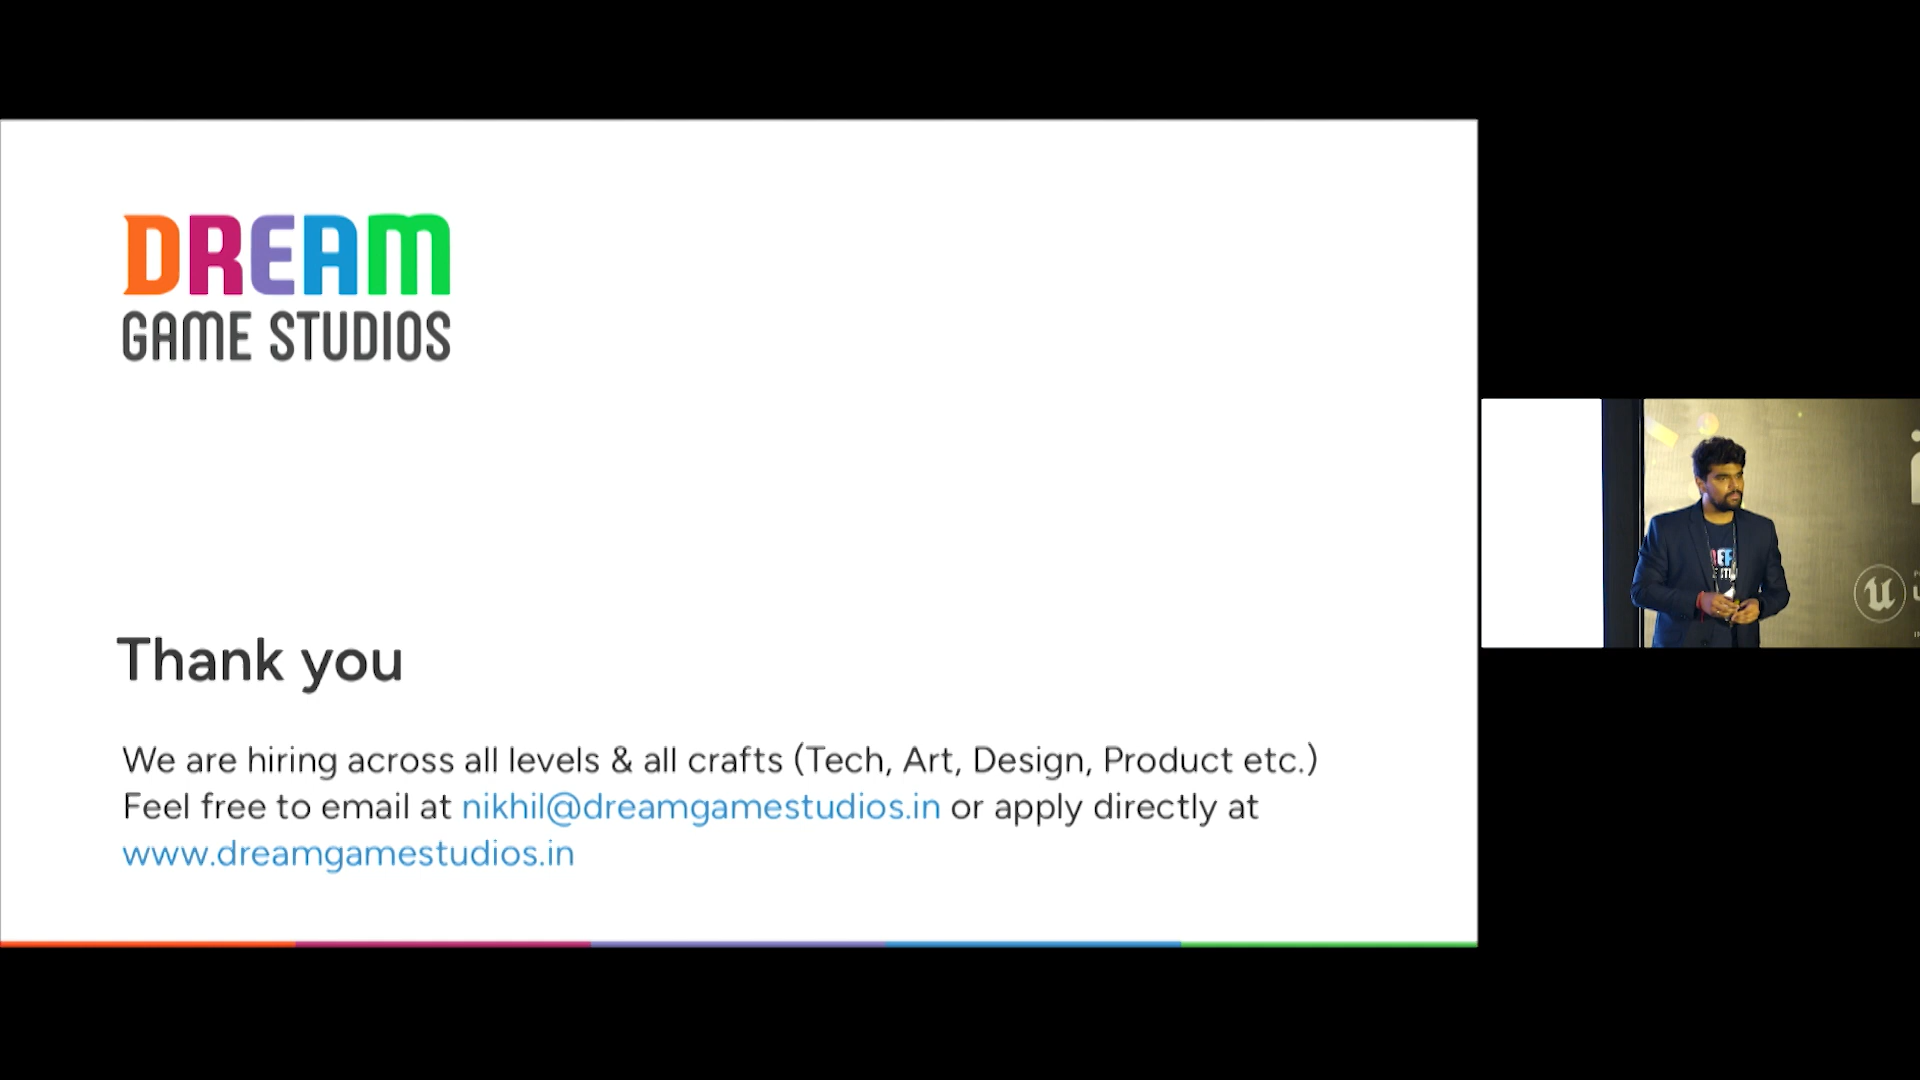 DREAM
GAME STUDIOS
Thank you
We are hiring across all levels & all crafts (Tech, Art, Design, Product etc.)
Feel free to email at nikhil@dreamgamestudios.in or apply directly at
www.dreamgamestudios.in